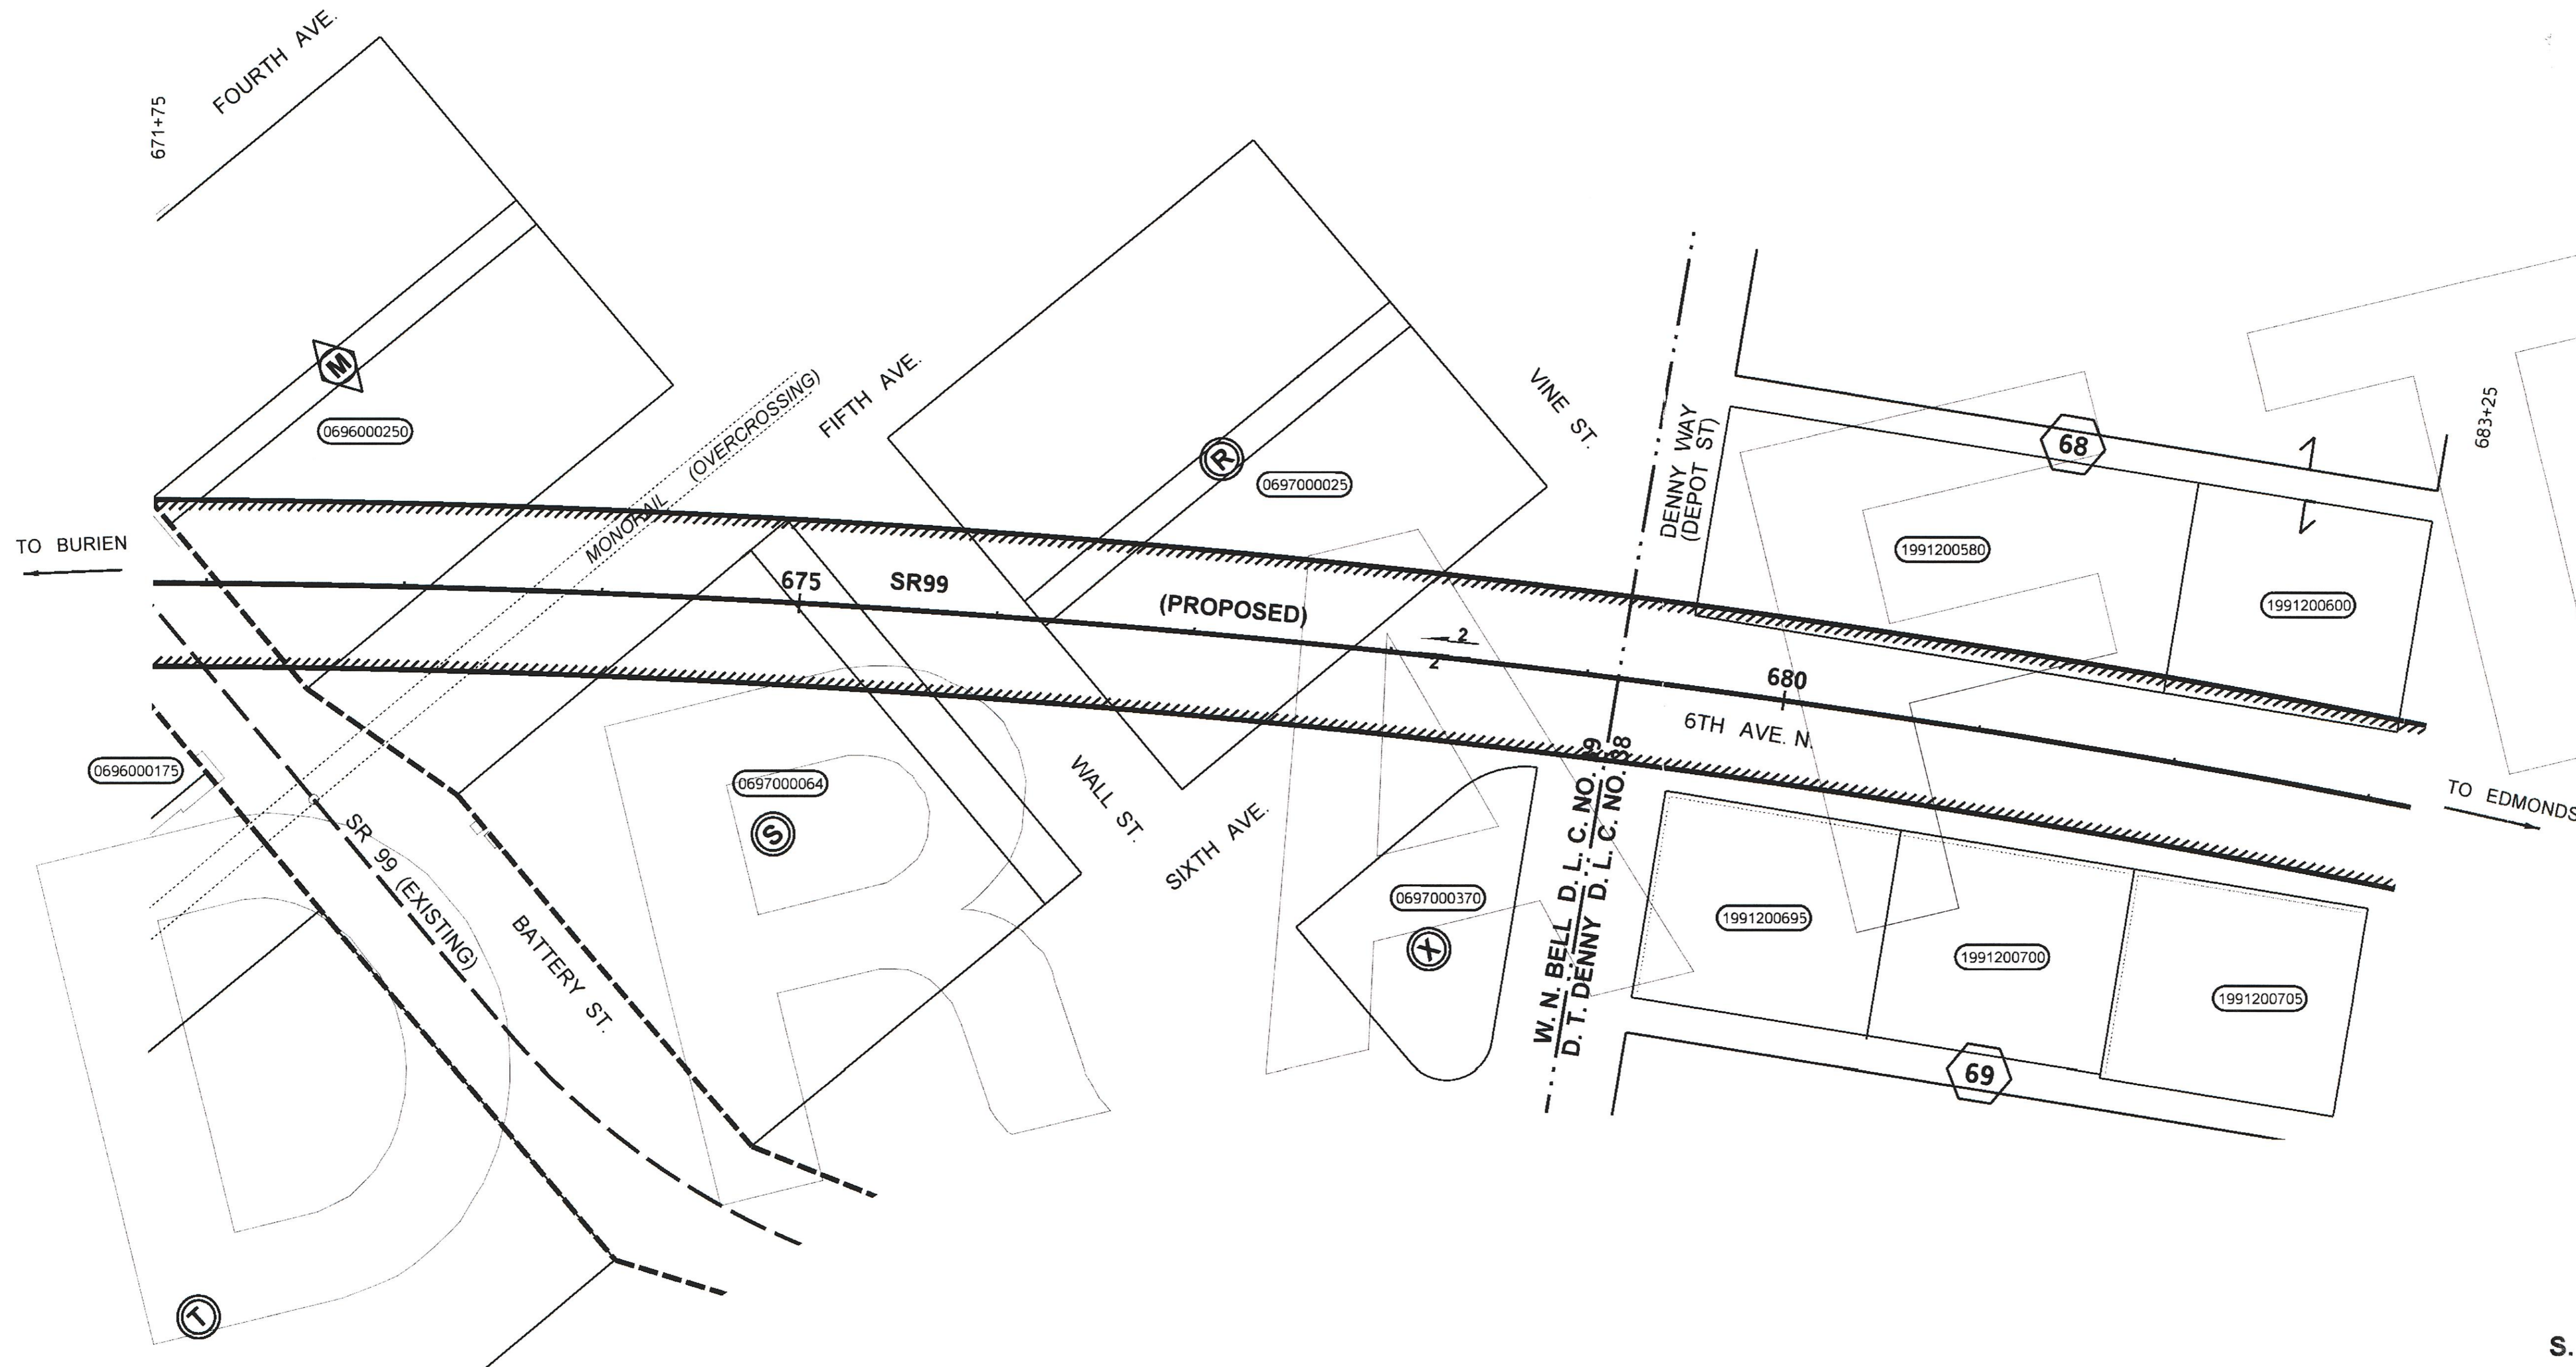 FOURTH AVE.
671+75
M
0696000250
MONORAIL (OVERCROSSING)
FIFTH AVE.
R
0697000025
VINE ST.
DENNY WAY
(DEPOT ST)
68
683+25
1991200580
1991200600
TO BURIEN
675
SR99
(PROPOSED)
2
2
680
6TH AVE. N.
TO EDMONDS
0696000175
0697000064
S
WALL ST.
SIXTH AVE.
0697000370
X
W. N. BELL D. L. C. NO. 39
D. T. DENNY D. L. C. NO. 38
1991200695
1991200700
1991200705
69
SR 99 (EXISTING)
BATTERY ST.
T
DRAFT
S.